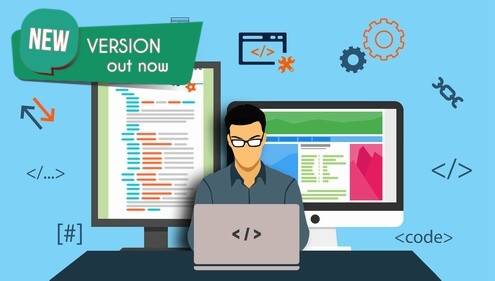 NEW
VERSION
out now
</>
</...>
</>
[#]
</>
<code>